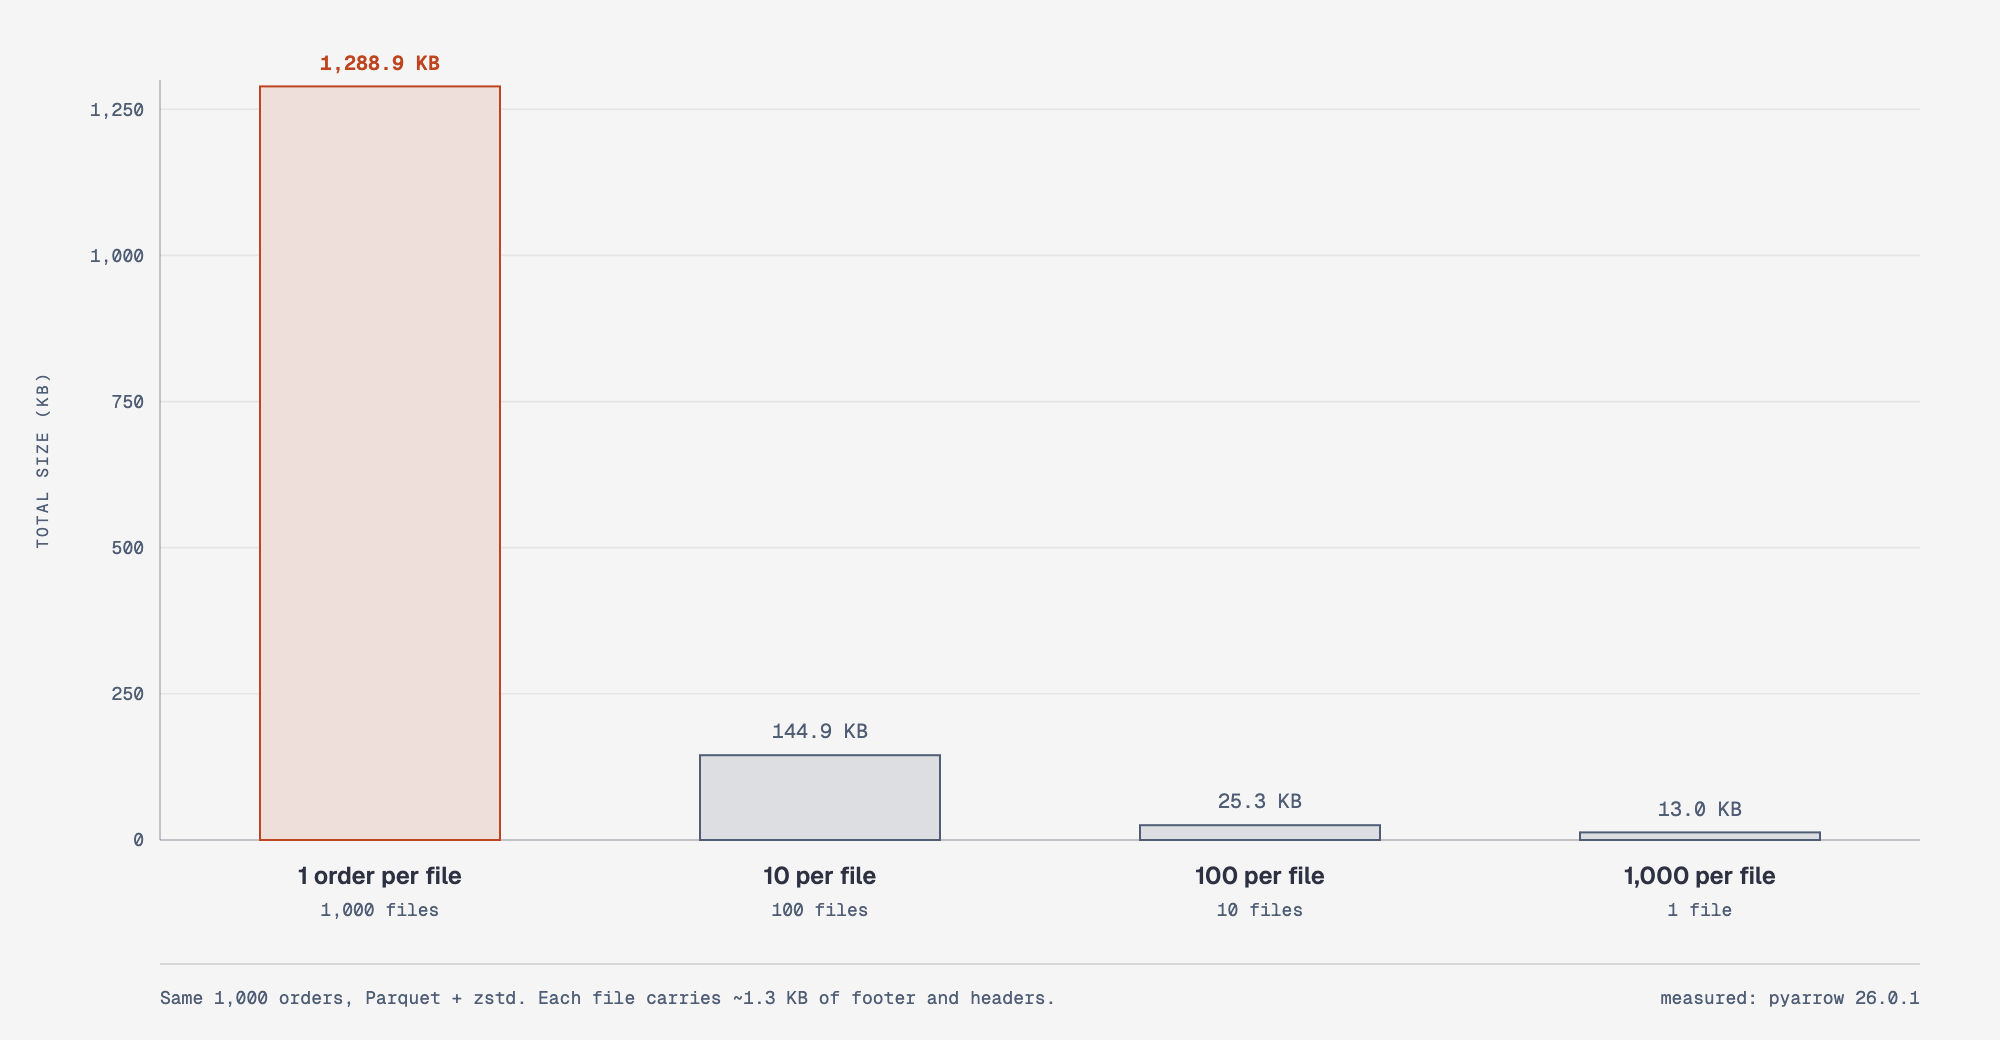 1,288.9 KB
1,250
1,000
750
500
250
0
TOTAL SIZE (KB)
144.9 KB
25.3 KB
13.0 KB
1 order per file
10 per file
100 per file
1,000 per file
1,000 files
100 files
10 files
1 file
Same 1,000 orders, Parquet + zstd. Each file carries ~1.3 KB of footer and headers.
measured: pyarrow 26.0.1